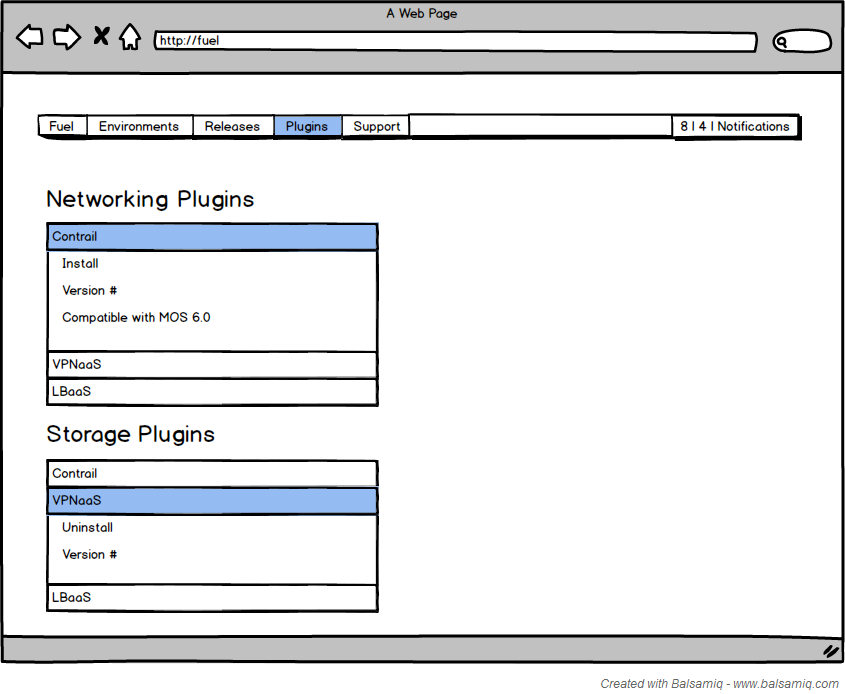 A Web Page
http://fuel
Fuel Environments Releases Plugins Support 8 | 4 | Notifications
Networking Plugins
Contrail
Install
Version #
Compatible with MOS 6.0
VPNaaS
LBaaS
Storage Plugins
Contrail
VPNaaS
Uninstall
Version #
LBaaS
Created with Balsamiq - www.balsamiq.com